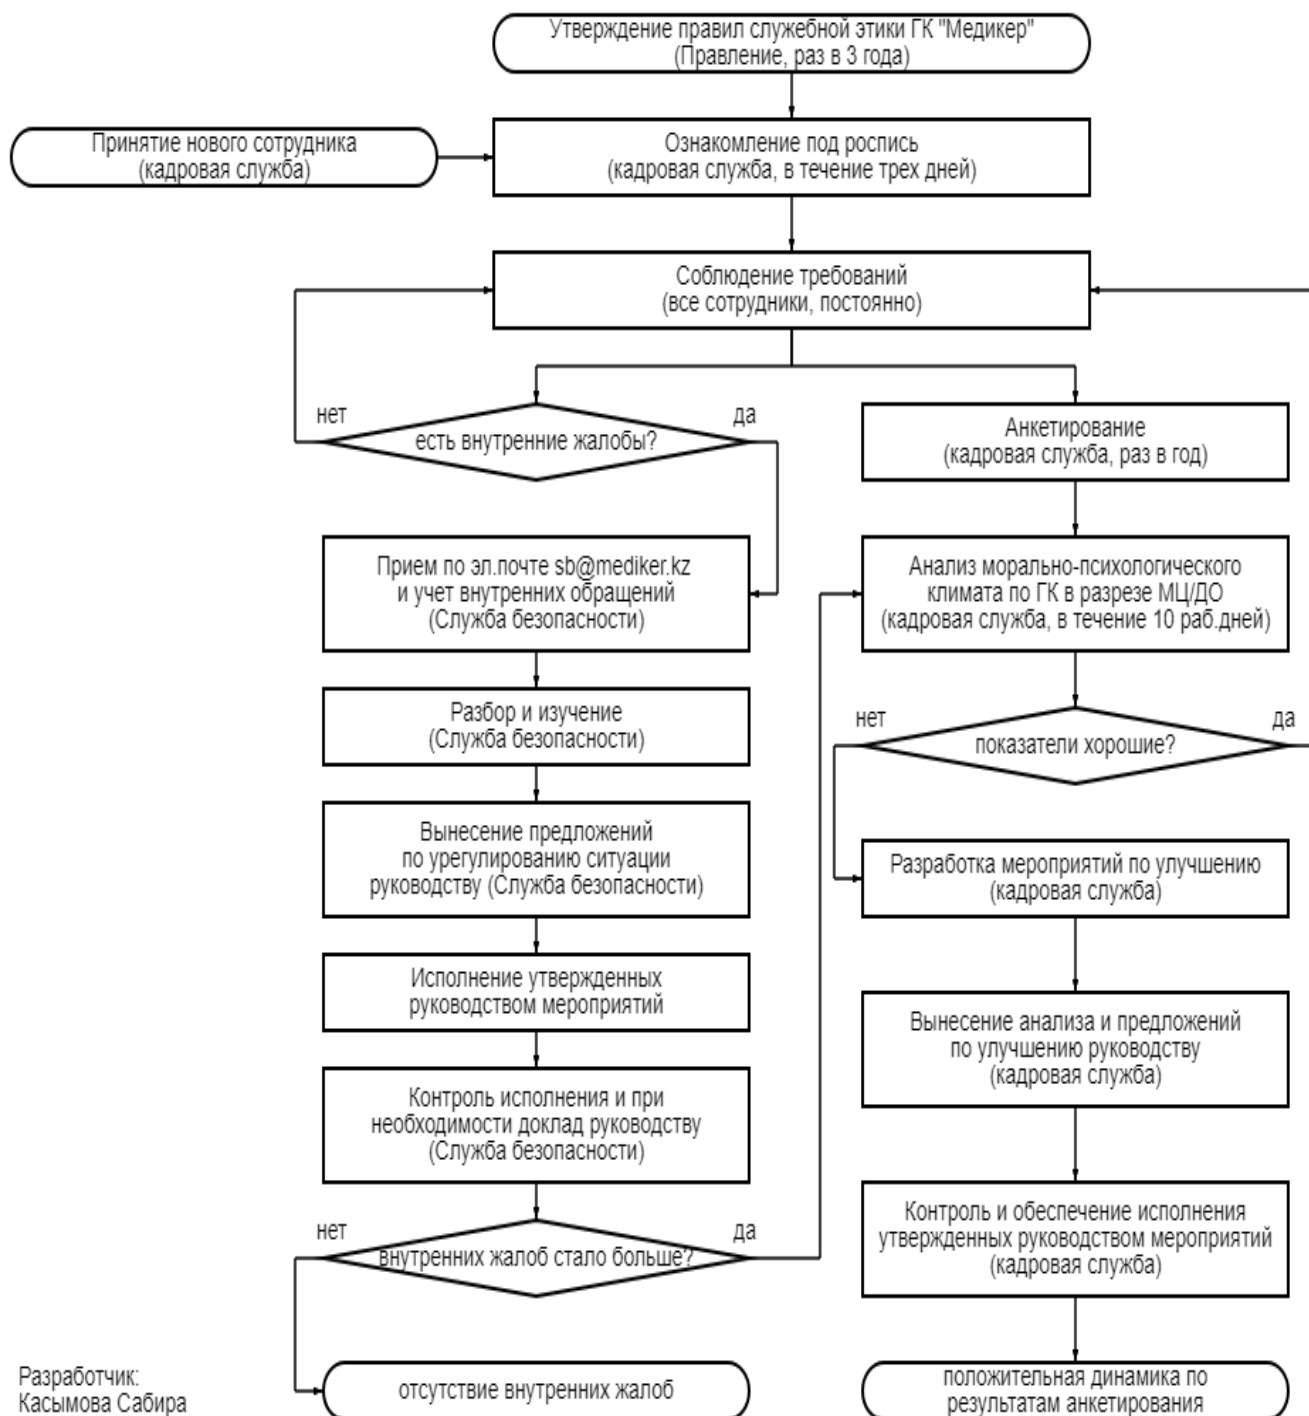 Утверждение правил служебной этики ГК "Медикер"
(Правление, раз в 3 года)
Принятие нового сотрудника
(кадровая служба)
Ознакомление под роспись
(кадровая служба, в течение трех дней)
Соблюдение требований
(все сотрудники, постоянно)
нет
есть внутренние жалобы?
да
Анкетирование
(кадровая служба, раз в год)
Прием по эл.почте sb@mediker.kz
и учет внутренних обращений
(Служба безопасности)
Анализ морально-психологического
климата по ГК в разрезе МЦ/ДО
(кадровая служба, в течение 10 раб.дней)
Разбор и изучение
(Служба безопасности)
нет
показатели хорошие?
да
Вынесение предложений
по урегулированию ситуации
руководству (Служба безопасности)
Разработка мероприятий по улучшению
(кадровая служба)
Исполнение утвержденных
руководством мероприятий
Вынесение анализа и предложений
по улучшению руководству
(кадровая служба)
Контроль исполнения и при
необходимости доклад руководству
(Служба безопасности)
Контроль и обеспечение исполнения
утвержденных руководством мероприятий
(кадровая служба)
нет
внутренних жалоб стало больше?
да
Разработчик:
Касымова Сабира
отсутствие внутренних жалоб
положительная динамика по
результатам анкетирования